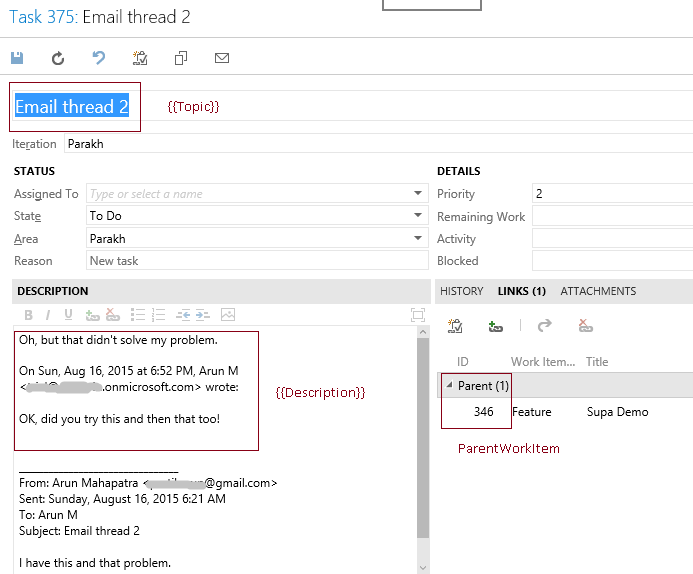 Task 375: Email thread 2
Email thread 2
{{Topic}}
Iteration Parakh
STATUS
Assigned To Type or select a name
State To Do
Area Parakh
Reason New task
DETAILS
Priority 2
Remaining Work
Activity
Blocked
DESCRIPTION
B I U
Oh, but that didn't solve my problem.
On Sun, Aug 16, 2015 at 6:52 PM, Arun M
.onmicrosoft.com> wrote:
OK, did you try this and then that too!
{{Description}}
From: Arun Mahapatra < @gmail.com>
Sent: Sunday, August 16, 2015 6:21 AM
To: Arun M
Subject: Email thread 2
I have this and that problem.
HISTORY LINKS (1) ATTACHMENTS
ID Work Item... Title
Parent (1)
346 Feature Supa Demo
ParentWorkItem